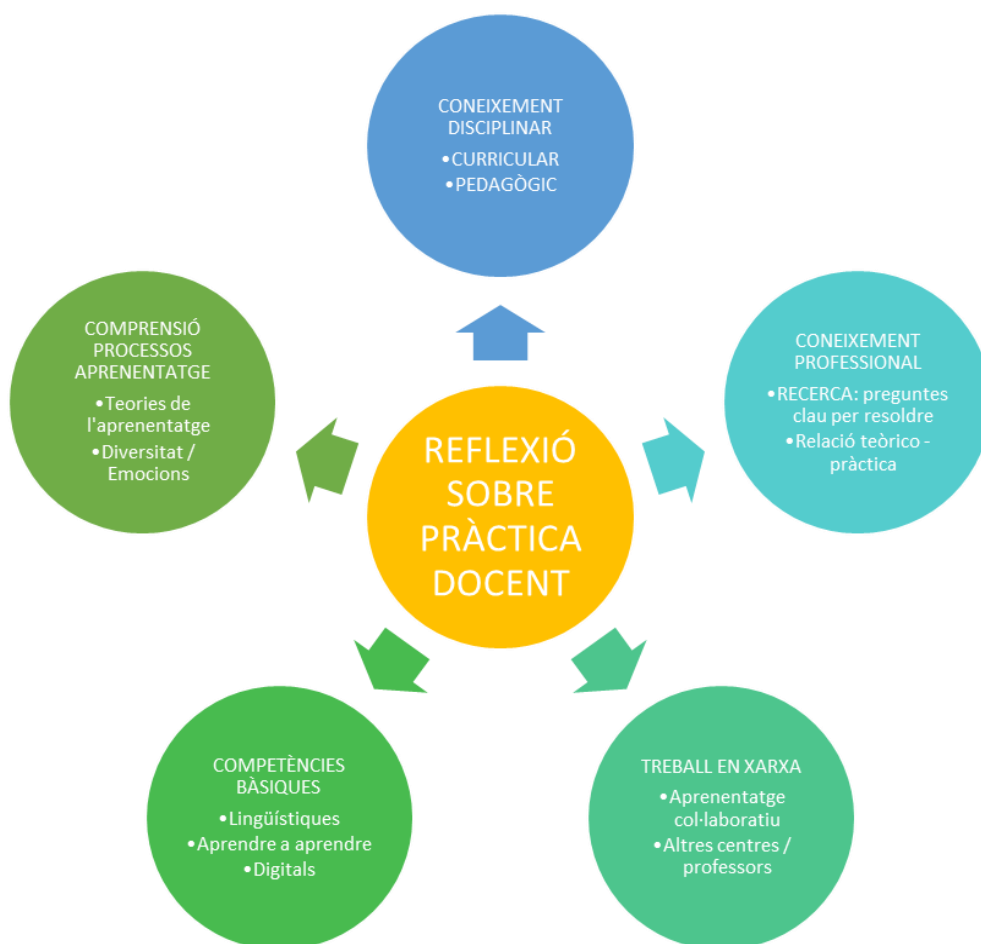 CONEIXEMENT
DISCIPLINAR
•CURRICULAR
•PEDAGÒGIC
COMPRENSIÓ
PROCESSOS
APRENENTATGE
•Teories de
l'aprenentatge
•Diversitat /
Emocions
CONEIXEMENT
PROFESSIONAL
•RECERCA: preguntes
clau per resoldre
•Relació teòrico -
pràctica
REFLEXIÓ
SOBRE
PRÀCTICA
DOCENT
COMPETÈNCIES
BÀSIQUES
•Lingüístiques
•Aprendre a aprendre
•Digitals
TREBALL EN XARXA
•Aprenentatge
col·laboratiu
•Altres centres /
professors